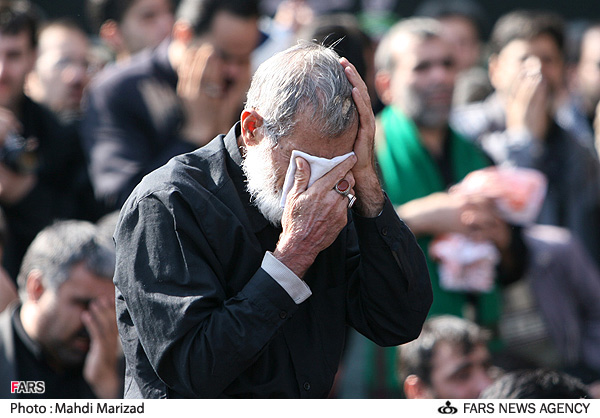 FARS
Photo : Mahdi Marizad
FARS NEWS AGENCY